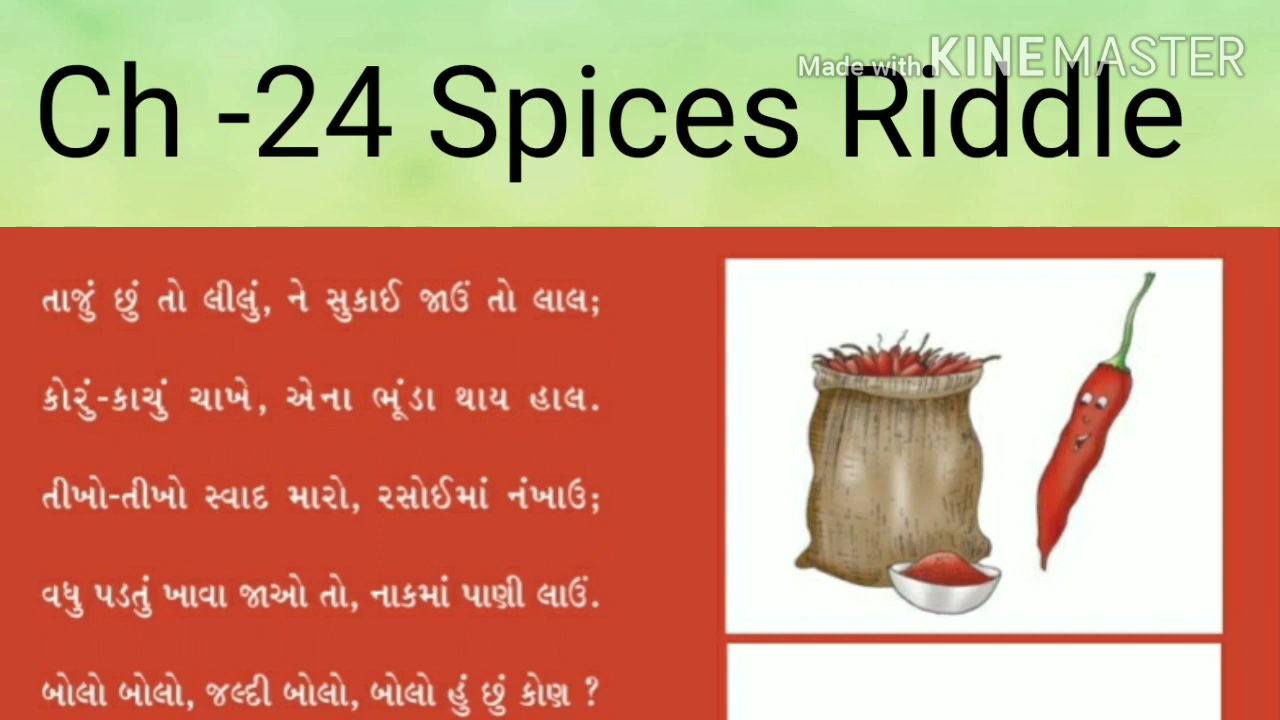 Made with KINEMASTER
Ch -24 Spices Riddle
તાજું છું તો લીલું, ને સુકાઈ જાઉં તો લાલ;
કોરું-કાચું ચાખે, એના ભૂંડા થાય હાલ.
તીખો-તીખો સ્વાદ મારો, રસોઈમાં નંખાઉ;
વધુ પડતું ખાવા જાઓ તો, નાકમાં પાણી લાઉં.
બોલો બોલો, જલ્દી બોલો, બોલો હું છું કોણ ?